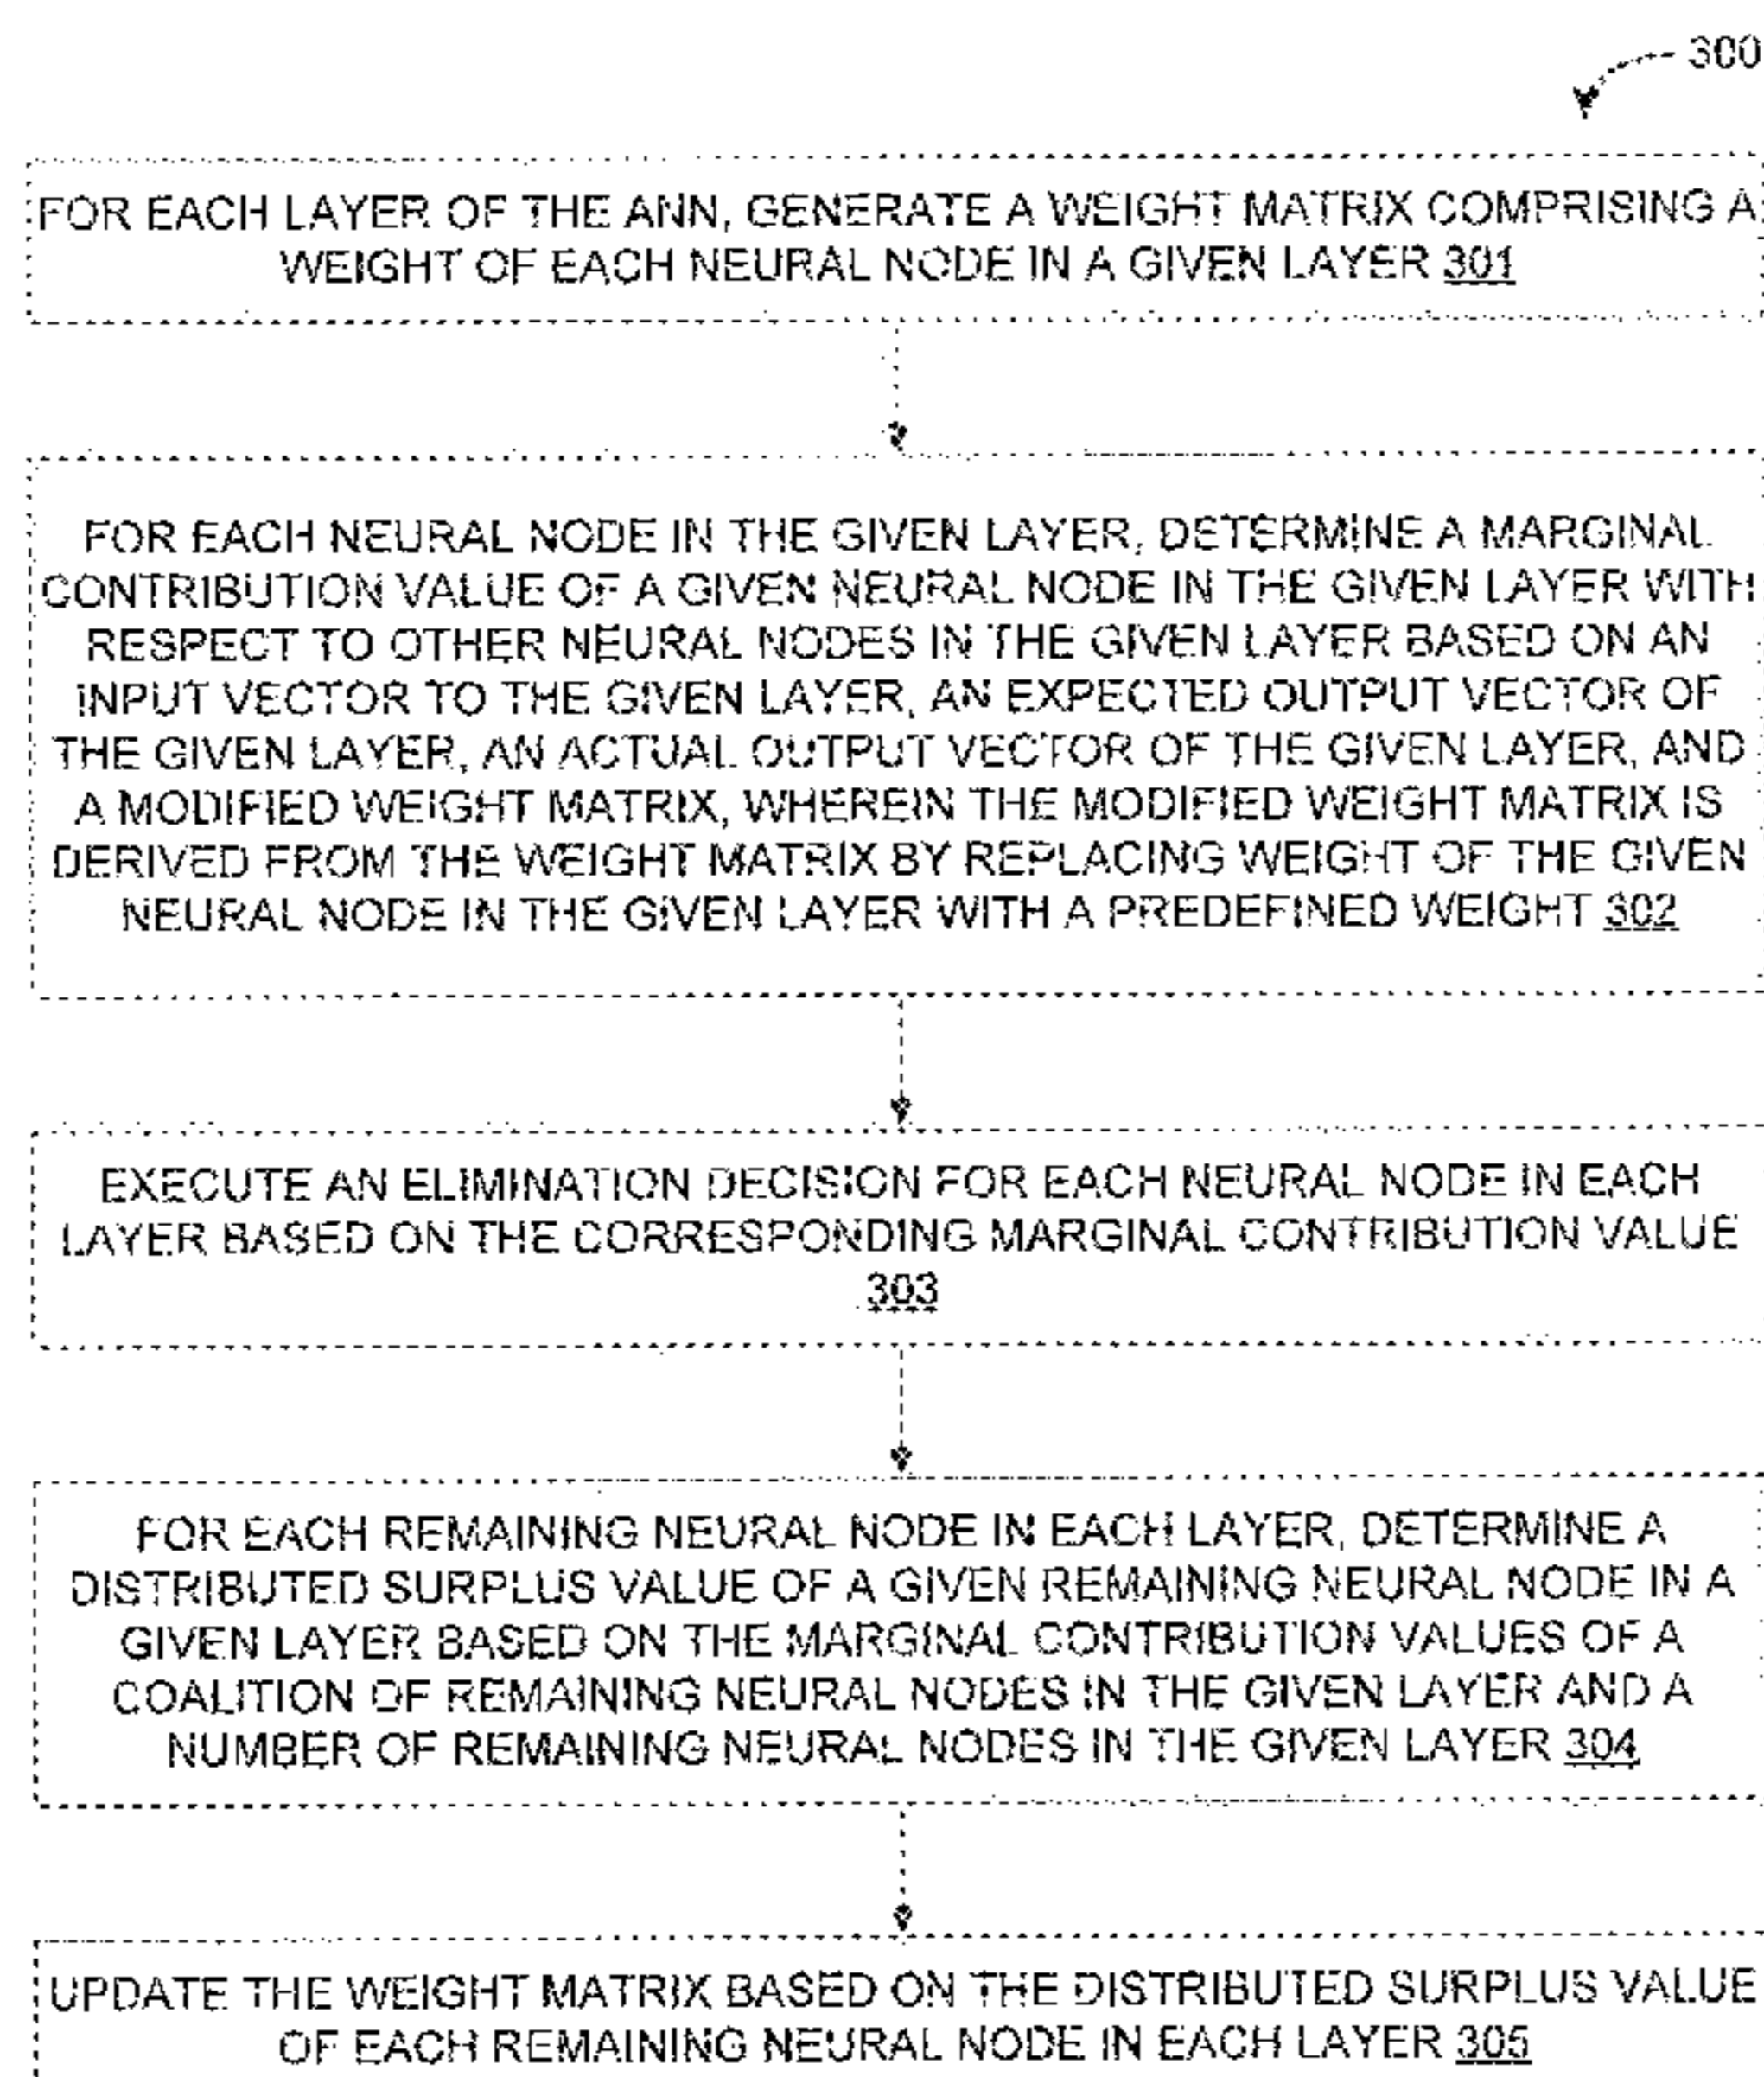 300
FOR EACH LAYER OF THE ANN, GENERATE A WEIGHT MATRIX COMPRISING A
WEIGHT OF EACH NEURAL NODE IN A GIVEN LAYER 301
FOR EACH NEURAL NODE IN THE GIVEN LAYER, DETERMINE A MARGINAL
CONTRIBUTION VALUE OF A GIVEN NEURAL NODE IN THE GIVEN LAYER WITH
RESPECT TO OTHER NEURAL NODES IN THE GIVEN LAYER BASED ON AN
INPUT VECTOR TO THE GIVEN LAYER, AN EXPECTED OUTPUT VECTOR OF
THE GIVEN LAYER, AN ACTUAL OUTPUT VECTOR OF THE GIVEN LAYER, AND
A MODIFIED WEIGHT MATRIX, WHEREIN THE MODIFIED WEIGHT MATRIX IS
DERIVED FROM THE WEIGHT MATRIX BY REPLACING WEIGHT OF THE GIVEN
NEURAL NODE IN THE GIVEN LAYER WITH A PREDEFINED WEIGHT 302
EXECUTE AN ELIMINATION DECISION FOR EACH NEURAL NODE IN EACH
LAYER BASED ON THE CORRESPONDING MARGINAL CONTRIBUTION VALUE
303
FOR EACH REMAINING NEURAL NODE IN EACH LAYER, DETERMINE A
DISTRIBUTED SURPLUS VALUE OF A GIVEN REMAINING NEURAL NODE IN A
GIVEN LAYER BASED ON THE MARGINAL CONTRIBUTION VALUES OF A
COALITION OF REMAINING NEURAL NODES IN THE GIVEN LAYER AND A
NUMBER OF REMAINING NEURAL NODES IN THE GIVEN LAYER 304
UPDATE THE WEIGHT MATRIX BASED ON THE DISTRIBUTED SURPLUS VALUE
OF EACH REMAINING NEURAL NODE IN EACH LAYER 305